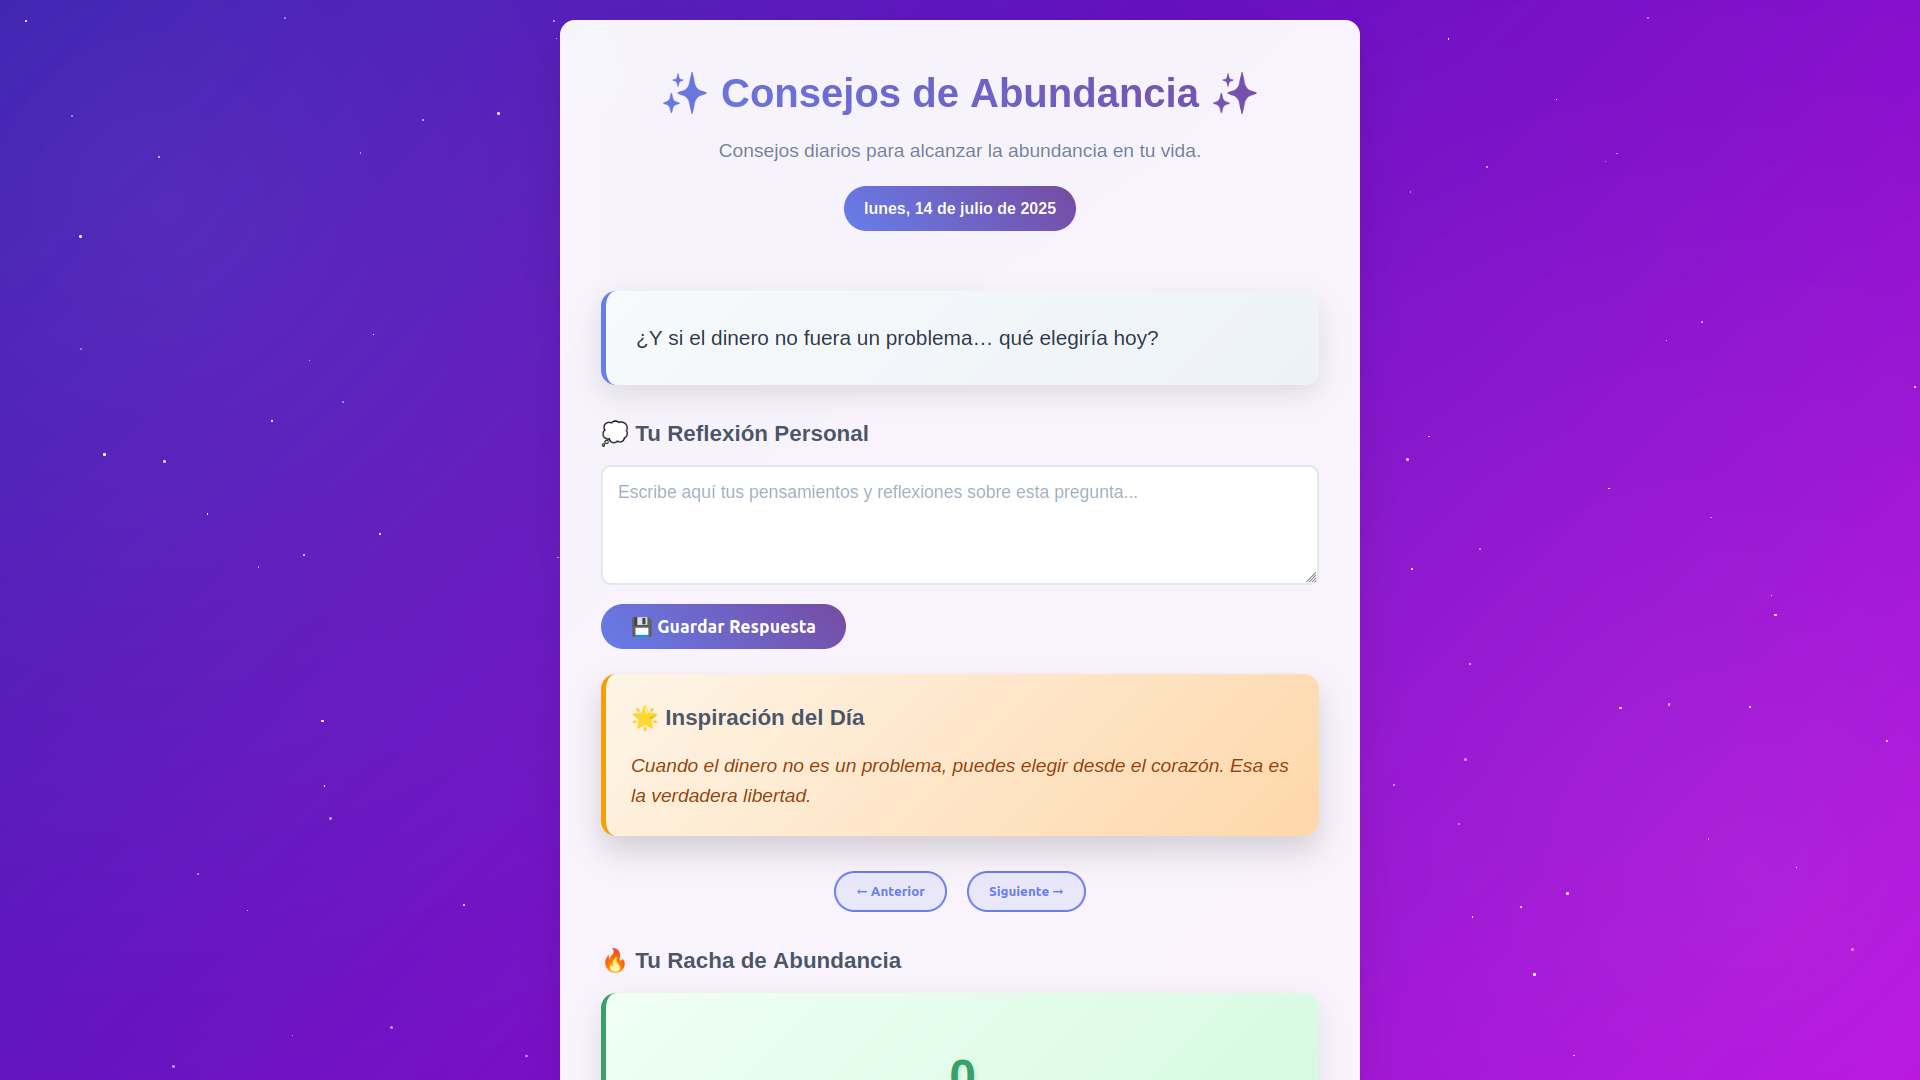 ✨ Consejos de Abundancia ✨
Consejos diarios para alcanzar la abundancia en tu vida.
lunes, 14 de julio de 2025
¿Y si el dinero no fuera un problema… qué elegiría hoy?
💭 Tu Reflexión Personal
Escribe aquí tus pensamientos y reflexiones sobre esta pregunta...
💾 Guardar Respuesta
🌟 Inspiración del Día
Cuando el dinero no es un problema, puedes elegir desde el corazón. Esa es
la verdadera libertad.
← Anterior
Siguiente →
🔥 Tu Racha de Abundancia
0